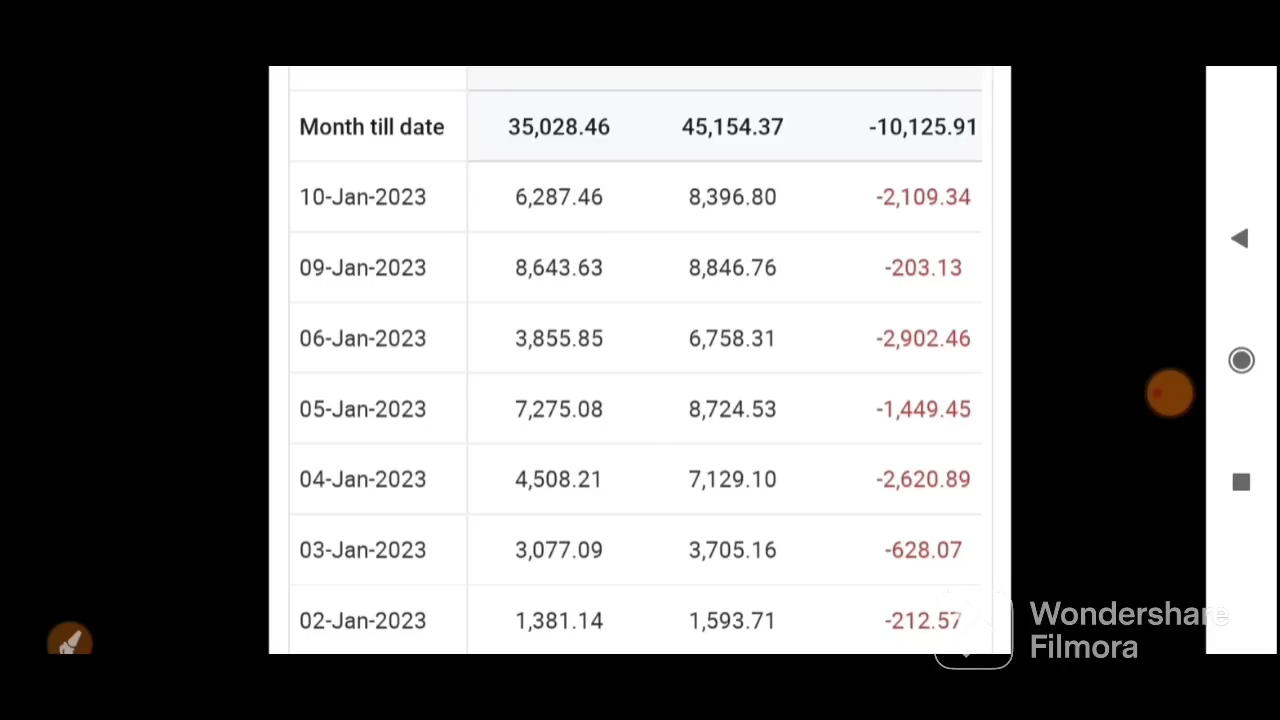 Month till date 35,028.46 45,154.37 -10,125.91
10-Jan-2023 6,287.46 8,396.80 -2,109.34
09-Jan-2023 8,643.63 8,846.76 -203.13
06-Jan-2023 3,855.85 6,758.31 -2,902.46
05-Jan-2023 7,275.08 8,724.53 -1,449.45
04-Jan-2023 4,508.21 7,129.10 -2,620.89
03-Jan-2023 3,077.09 3,705.16 -628.07
02-Jan-2023 1,381.14 1,593.71 -212.57
Wondershare
Filmora